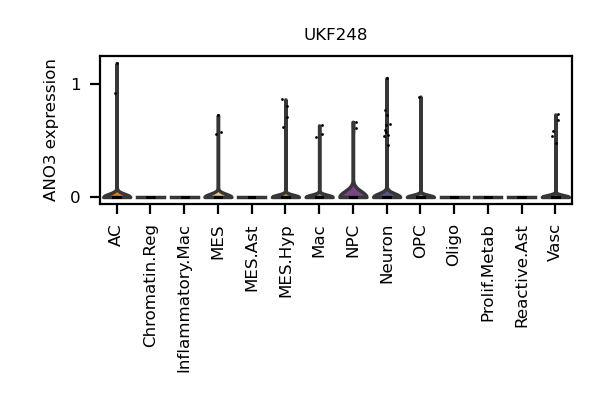 UKF248
ANO3 expression
1
0
AC
Chromatin.Reg
Inflammatory.Mac
MES
MES.Ast
MES.Hyp
Mac
NPC
Neuron
OPC
Oligo
Prolif.Metab
Reactive.Ast
Vasc